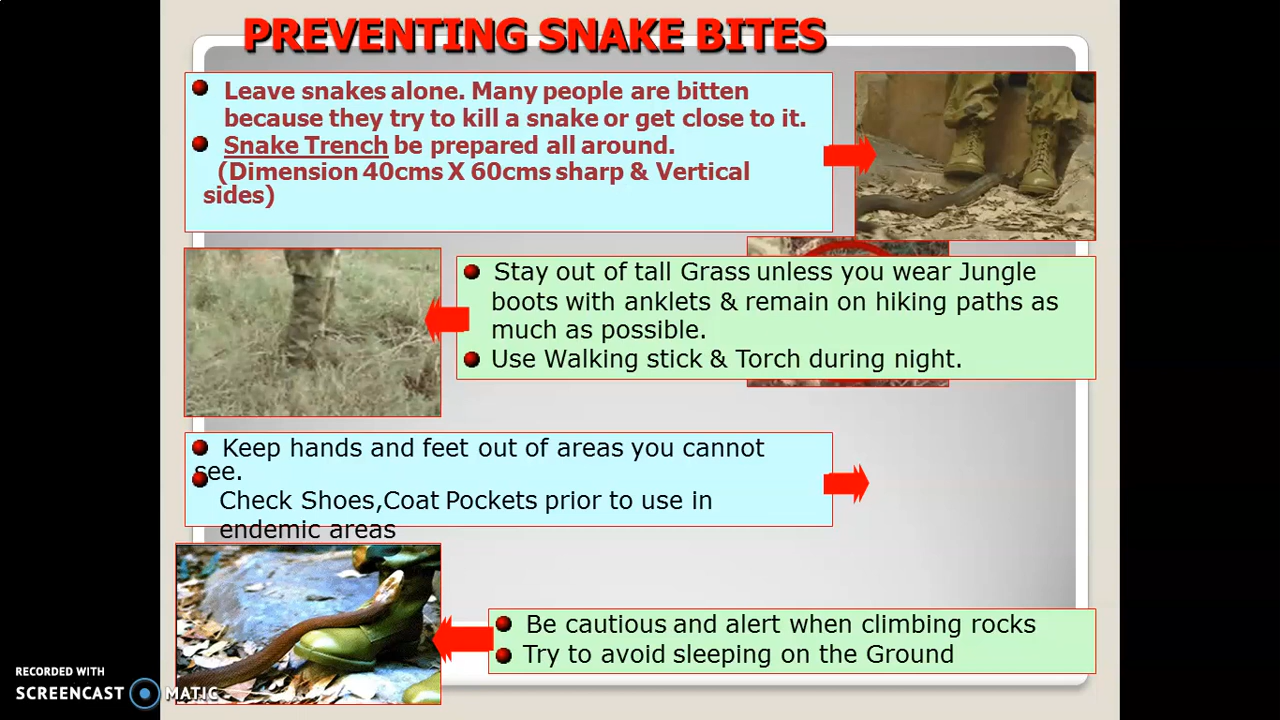 PREVENTING SNAKE BITES
Leave snakes alone. Many people are bitten
because they try to kill a snake or get close to it.
Snake Trench be prepared all around.
(Dimension 40cms X 60cms sharp & Vertical
sides)
Stay out of tall Grass unless you wear Jungle
boots with anklets & remain on hiking paths as
much as possible.
Use Walking stick & Torch during night.
Keep hands and feet out of areas you cannot
see.
Check Shoes,Coat Pockets prior to use in
endemic areas
Be cautious and alert when climbing rocks
Try to avoid sleeping on the Ground
RECORDED WITH
SCREENCAST MATIC